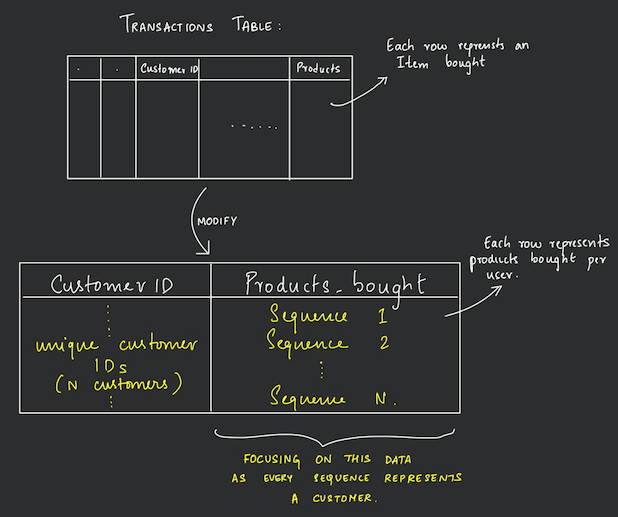 TRANSACTIONS TABLE :
Each row reprensts an
Item bought
Customer ID
Products
. . . . . .
MODIFY
Each row represents
products bought per
user.
Customer ID
Products_bought
unique customer
IDs
(N customers)
Sequence 1
Sequence 2
Sequence N.
FOCUSING ON THIS DATA
AS EVERY SEQUENCE REPRESENTS
A CUSTOMER.